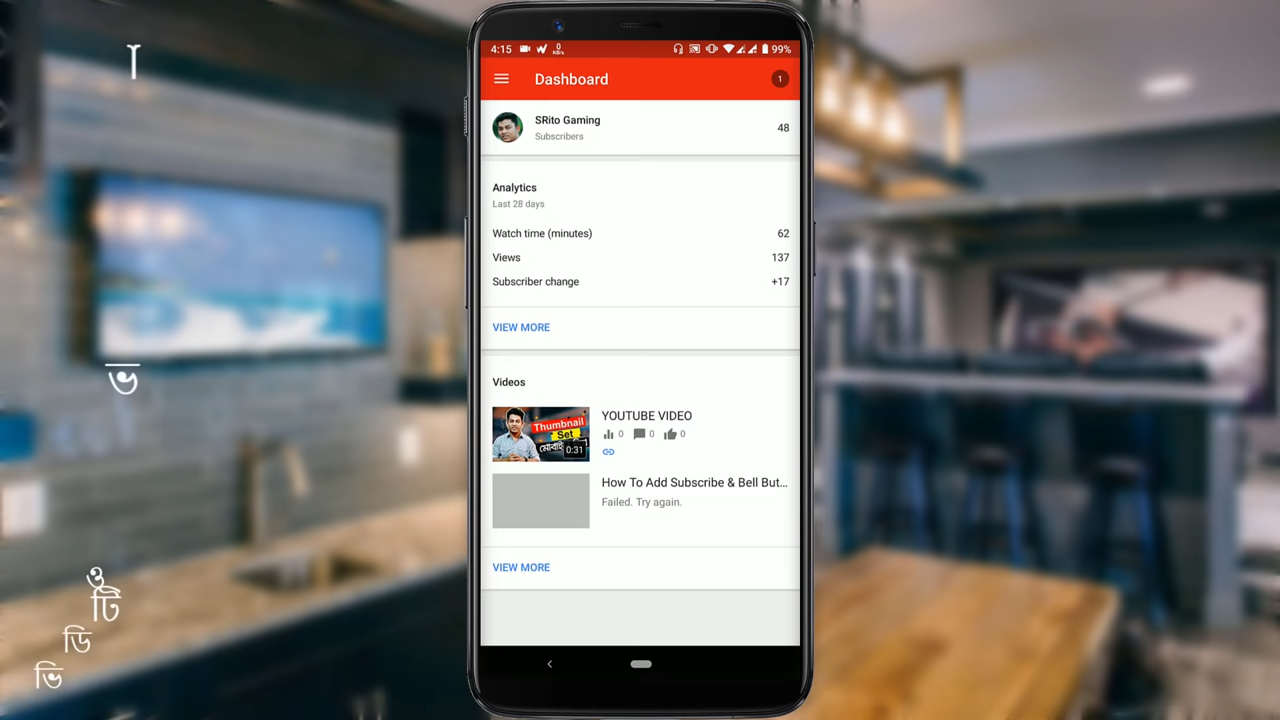 4:15
0
KB/s
99%
Dashboard
1
SRito Gaming
Subscribers
48
Analytics
Last 28 days
Watch time (minutes)
62
Views
137
Subscriber change
+17
VIEW MORE
Videos
Thumbnail
Set
0:31
YOUTUBE VIDEO
0
0
0
How To Add Subscribe & Bell But...
Failed. Try again.
VIEW MORE
া
ভি
ও
টি
ডি
ভি